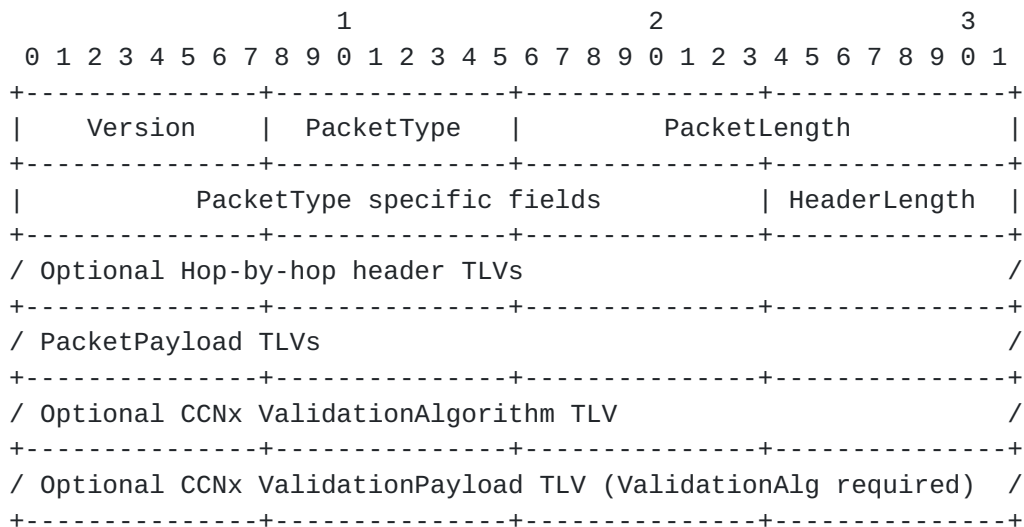 1                   2                   3
 0 1 2 3 4 5 6 7 8 9 0 1 2 3 4 5 6 7 8 9 0 1 2 3 4 5 6 7 8 9 0 1
+---------------+---------------+---------------+---------------+
|    Version    |  PacketType   |         PacketLength          |
+---------------+---------------+---------------+---------------+
|           PacketType specific fields          | HeaderLength  |
+---------------+---------------+---------------+---------------+
/ Optional Hop-by-hop header TLVs                               /
+---------------+---------------+---------------+---------------+
/ PacketPayload TLVs                                            /
+---------------+---------------+---------------+---------------+
/ Optional CCNx ValidationAlgorithm TLV                         /
+---------------+---------------+---------------+---------------+
/ Optional CCNx ValidationPayload TLV (ValidationAlg required)  /
+---------------+---------------+---------------+---------------+